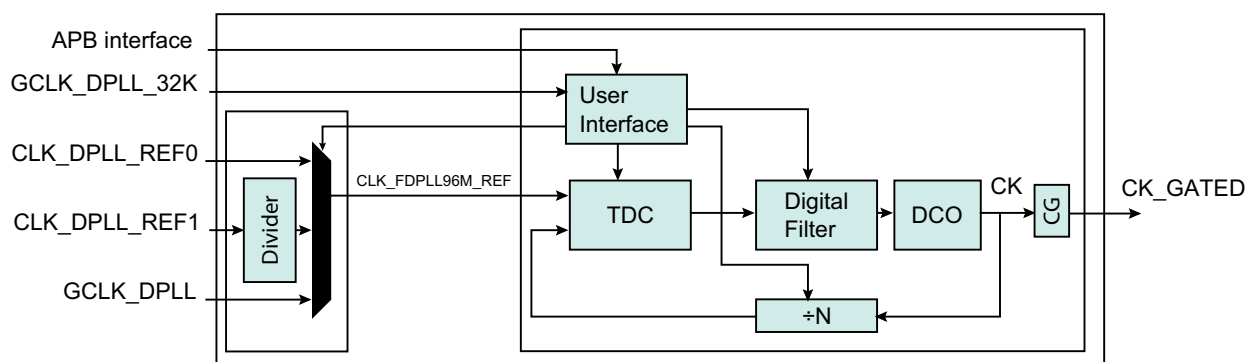 APB interface
GCLK_DPLL_32K
User
Interface
CLK_DPLL_REF0
CLK_FDPLL96M_REF
CLK_DPLL_REF1
Divider
TDC
Digital
Filter
DCO
CK
CG
CK_GATED
GCLK_DPLL
÷N